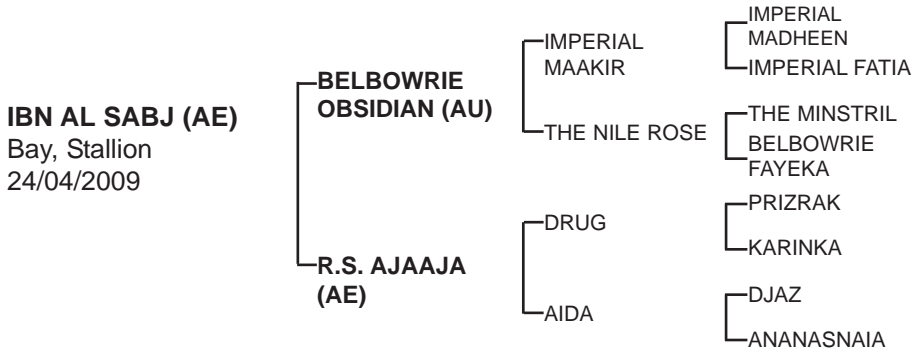 IBN AL SABJ (AE)
Bay, Stallion
24/04/2009
BELBOWRIE
OBSIDIAN (AU)
R.S. AJAAJA
(AE)
IMPERIAL
MAAKIR
THE NILE ROSE
DRUG
AIDA
IMPERIAL
MADHEEN
IMPERIAL FATIA
THE MINSTRIL
BELBOWRIE
FAYEKA
PRIZRAK
KARINKA
DJAZ
ANANASNAIA